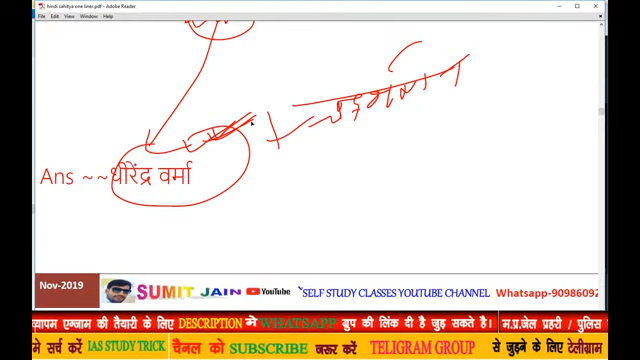 hindi sahitya one liner.pdf - Adobe Reader
File Edit View Window Help
Ans ~~धीरेंद्र वर्मा
Nov-2019
SUMIT JAIN YouTube
SELF STUDY CLASSES YOUTUBE CHANNEL
Whatsapp-90986092
व्यापम एग्जाम की तैयारी के लिए DESCRIPTION मे WHATSAPP ग्रुप की लिंक दी है जुड़ सकते है। म.प्र.जेल प्रहरी / पुलिस
मे सर्च करें IAS STUDY TRICK चैनल को SUBSCRIBE जरूर करें TELIGRAM GROUP से जुड़ने के लिए टेलीग्राम